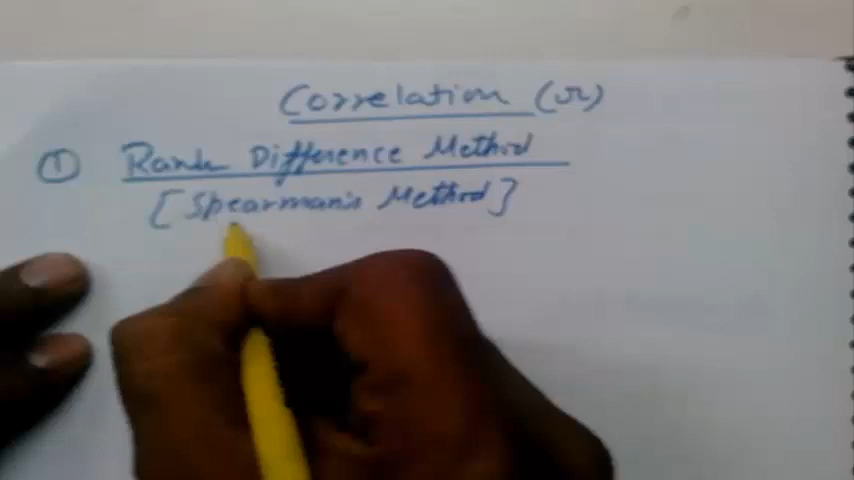 Correlation (r)
① Rank Difference Method
[Spearman's Method]